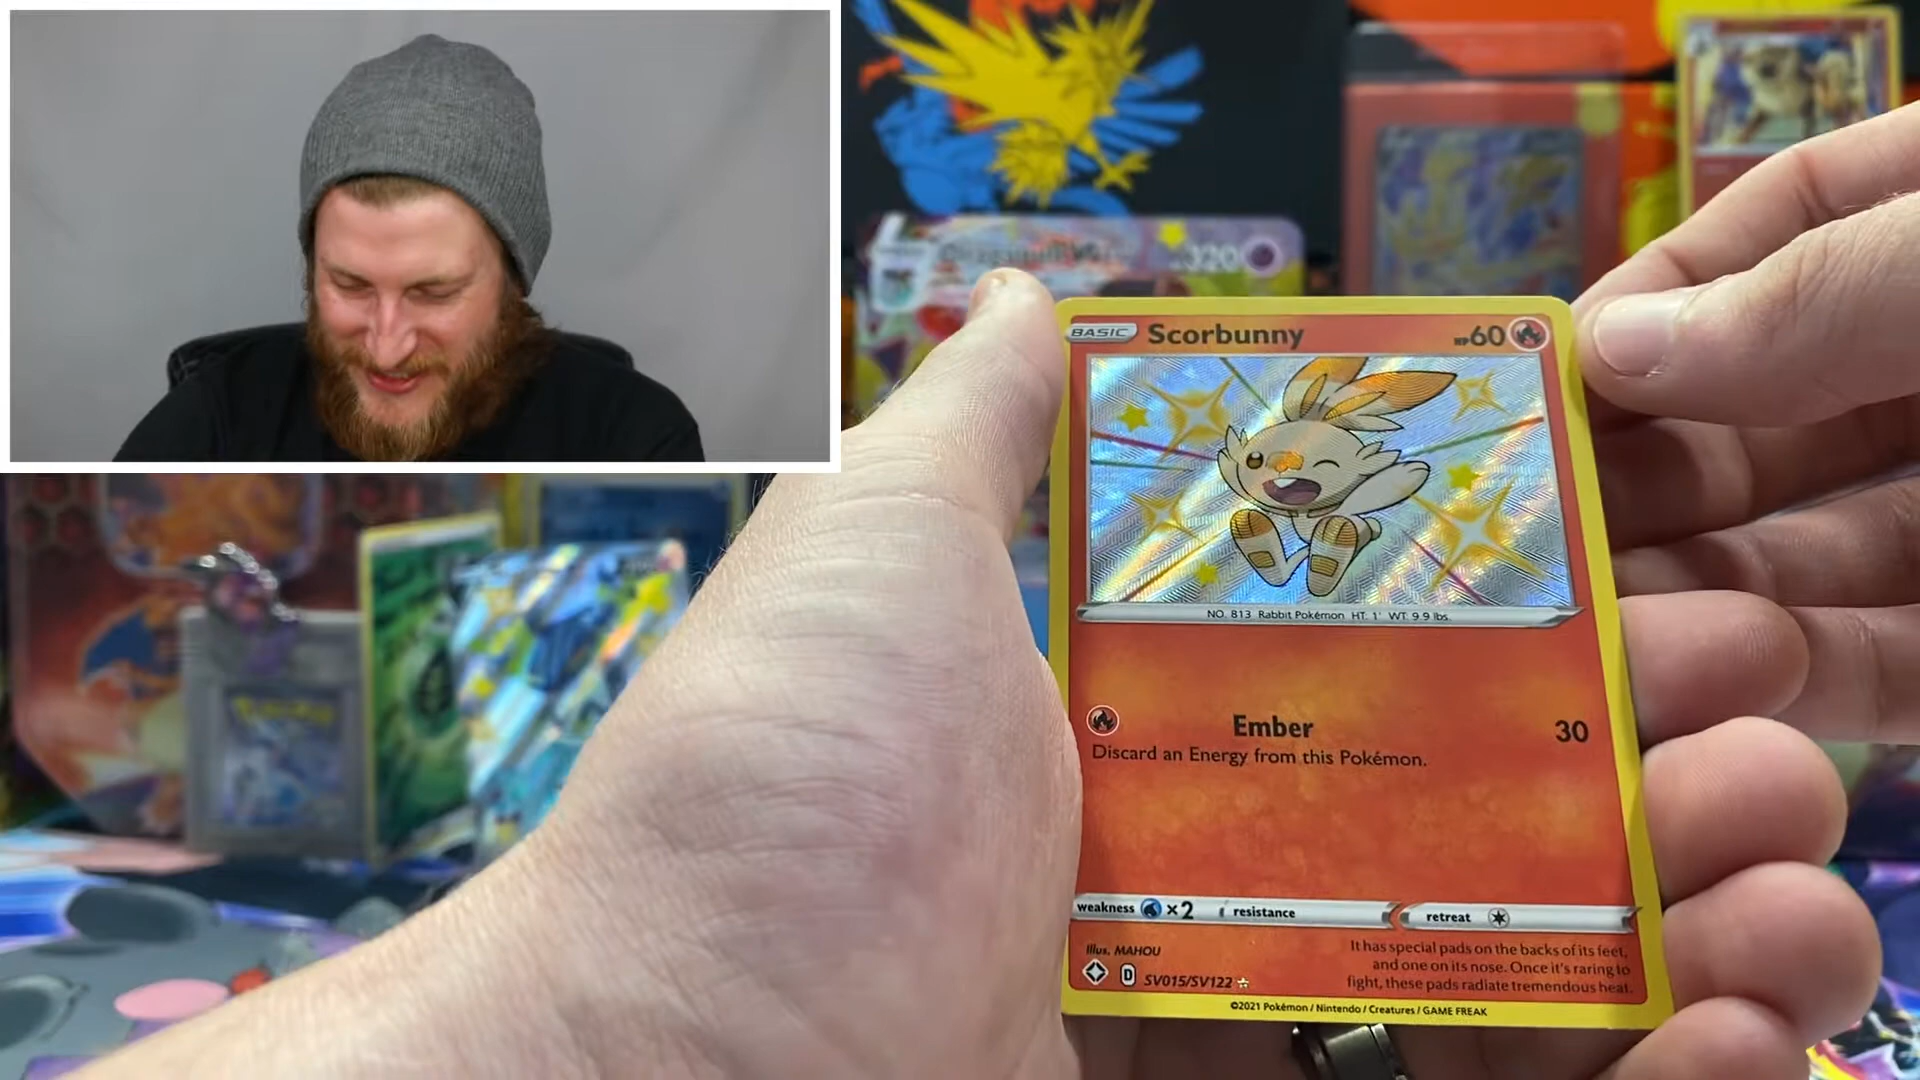 320
BASIC Scorbunny HP60
NO. 813 Rabbit Pokémon HT: 1' WT: 9.9 lbs.
Ember 30
Discard an Energy from this Pokémon.
weakness ×2 resistance retreat
Illus. MAHOU
It has special pads on the backs of its feet,
and one on its nose. Once it's raring to
fight, these pads radiate tremendous heat.
D SV015/SV122
©2021 Pokémon / Nintendo / Creatures / GAME FREAK